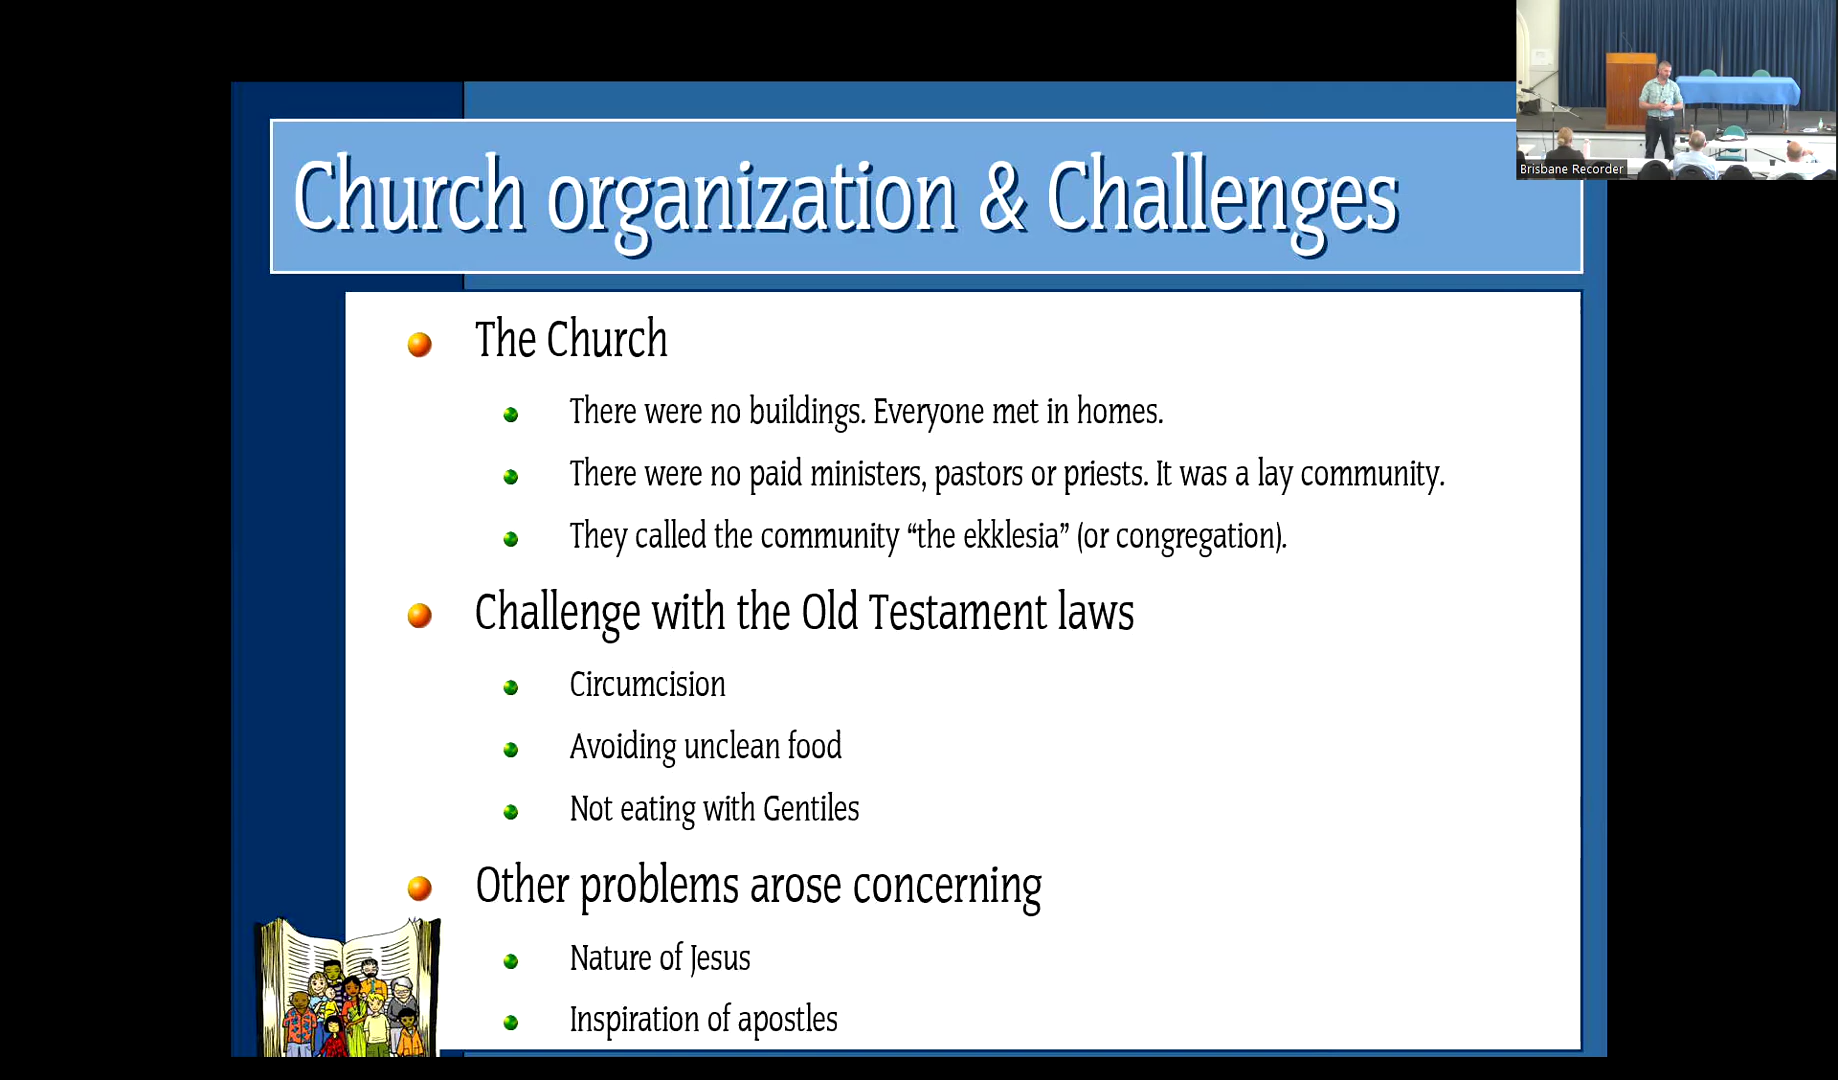 Church organization & Challenges
Brisbane Recorder
The Church
There were no buildings. Everyone met in homes.
There were no paid ministers, pastors or priests. It was a lay community.
They called the community “the ekklesia” (or congregation).
Challenge with the Old Testament laws
Circumcision
Avoiding unclean food
Not eating with Gentiles
Other problems arose concerning
Nature of Jesus
Inspiration of apostles